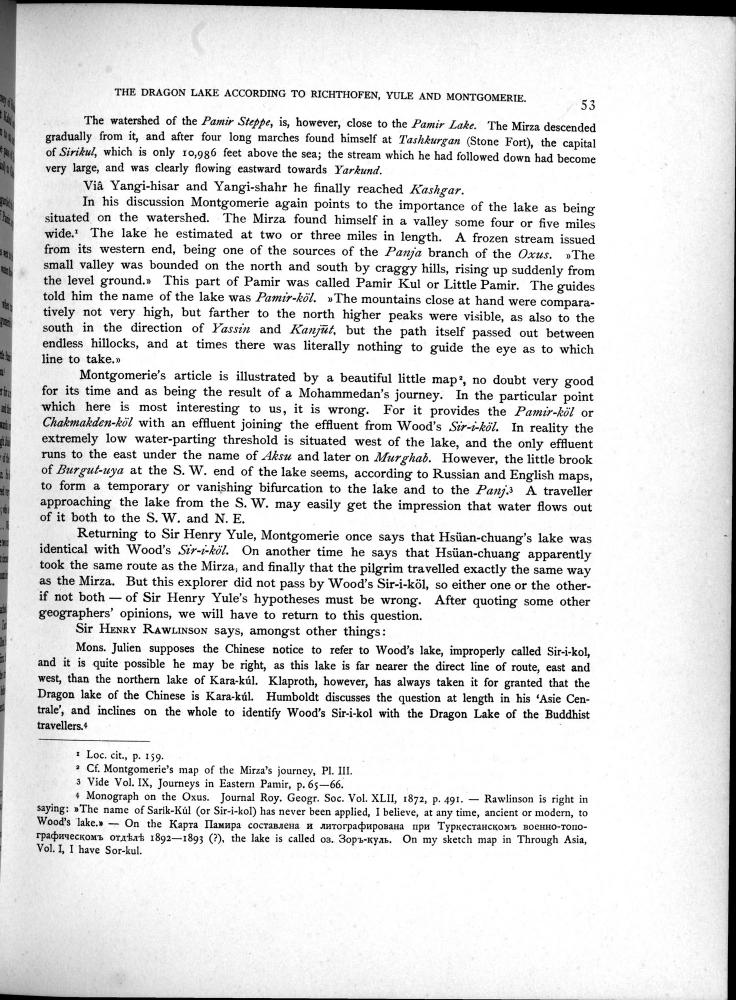 THE DRAGON LAKE ACCORDING TO RICHTHOFEN, YULE AND MONTGOMERIE.
53
The watershed of the Pamir Steppe, is, however, close to the Pamir Lake. The Mirza descended
gradually from it, and after four long marches found himself at Tashkurgan (Stone Fort), the capital
of Sirikul, which is only 10,986 feet above the sea; the stream which he had followed down had become
very large, and was clearly flowing eastward towards Yarkund.
Viâ Yangi-hisar and Yangi-shahr he finally reached Kashgar.
In his discussion Montgomerie again points to the importance of the lake as being
situated on the watershed. The Mirza found himself in a valley some four or five miles
wide.¹ The lake he estimated at two or three miles in length. A frozen stream issued
from its western end, being one of the sources of the Panja branch of the Oxus. »The
small valley was bounded on the north and south by craggy hills, rising up suddenly from
the level ground.» This part of Pamir was called Pamir Kul or Little Pamir. The guides
told him the name of the lake was Pamir-köl. »The mountains close at hand were compara-
tively not very high, but farther to the north higher peaks were visible, as also to the
south in the direction of Yassin and Kanjūt, but the path itself passed out between
endless hillocks, and at times there was literally nothing to guide the eye as to which
line to take.»
Montgomerie's article is illustrated by a beautiful little map², no doubt very good
for its time and as being the result of a Mohammedan's journey. In the particular point
which here is most interesting to us, it is wrong. For it provides the Pamir-köl or
Chakmakden-köl with an effluent joining the effluent from Wood's Sir-i-köl. In reality the
extremely low water-parting threshold is situated west of the lake, and the only effluent
runs to the east under the name of Aksu and later on Murghab. However, the little brook
of Burgut-uya at the S. W. end of the lake seems, according to Russian and English maps,
to form a temporary or vanishing bifurcation to the lake and to the Panj.³ A traveller
approaching the lake from the S. W. may easily get the impression that water flows out
of it both to the S. W. and N. E.
Returning to Sir Henry Yule, Montgomerie once says that Hsüan-chuang's lake was
identical with Wood's Sir-i-köl. On another time he says that Hsüan-chuang apparently
took the same route as the Mirza, and finally that the pilgrim travelled exactly the same way
as the Mirza. But this explorer did not pass by Wood's Sir-i-köl, so either one or the other-
if not both — of Sir Henry Yule's hypotheses must be wrong. After quoting some other
geographers' opinions, we will have to return to this question.
Sir HENRY RAWLINSON says, amongst other things:
Mons. Julien supposes the Chinese notice to refer to Wood's lake, improperly called Sir-i-kol,
and it is quite possible he may be right, as this lake is far nearer the direct line of route, east and
west, than the northern lake of Kara-kúl. Klaproth, however, has always taken it for granted that the
Dragon lake of the Chinese is Kara-kúl. Humboldt discusses the question at length in his 'Asie Cen-
trale', and inclines on the whole to identify Wood's Sir-i-kol with the Dragon Lake of the Buddhist
travellers.⁴
¹ Loc. cit., p. 159.
² Cf. Montgomerie's map of the Mirza's journey, Pl. III.
³ Vide Vol. IX, Journeys in Eastern Pamir, p. 65—66.
⁴ Monograph on the Oxus. Journal Roy. Geogr. Soc. Vol. XLII, 1872, p. 491. — Rawlinson is right in
saying: »The name of Sarík-Kúl (or Sir-i-kol) has never been applied, I believe, at any time, ancient or modern, to
Wood's lake.» — On the Карта Памира составлена и литографирована при Туркестанскомъ военно-топо-
графическомъ отдѣлѣ 1892—1893 (?), the lake is called оз. Зоръ-куль. On my sketch map in Through Asia,
Vol. I, I have Sor-kul.